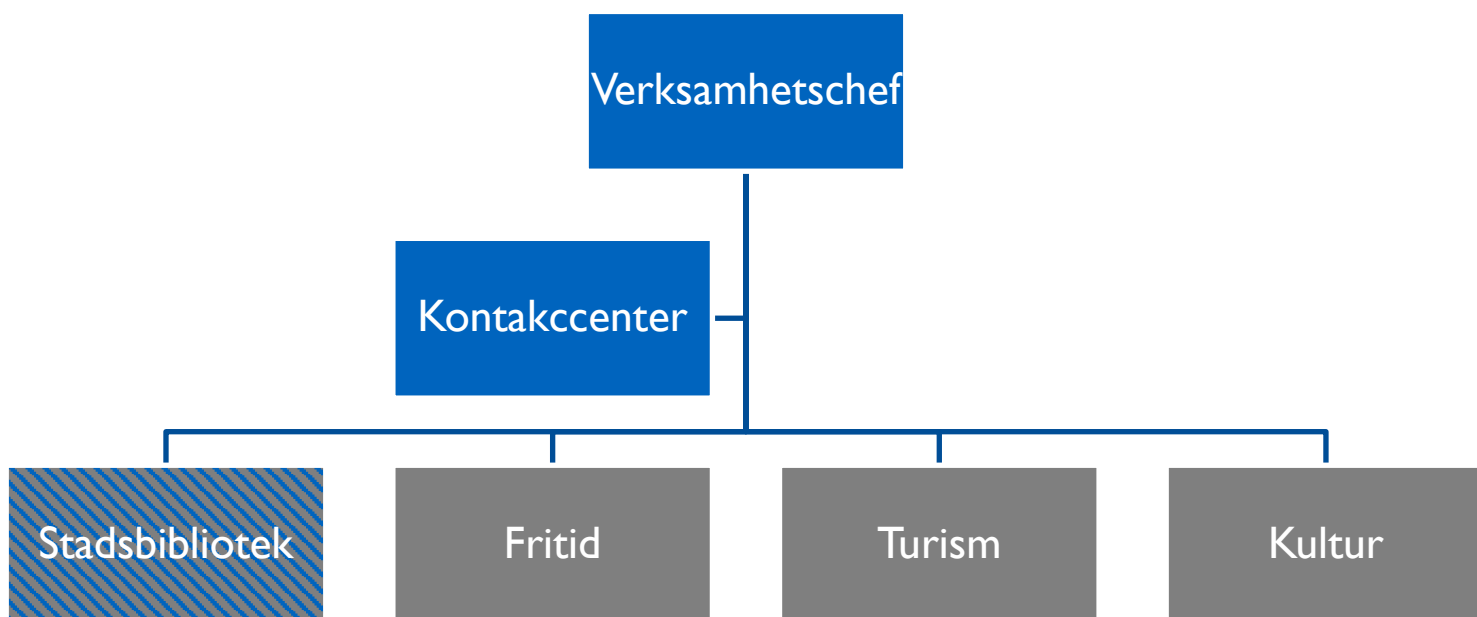 Verksamhetschef
Kontakccenter
Stadsbibliotek
Fritid
Turism
Kultur